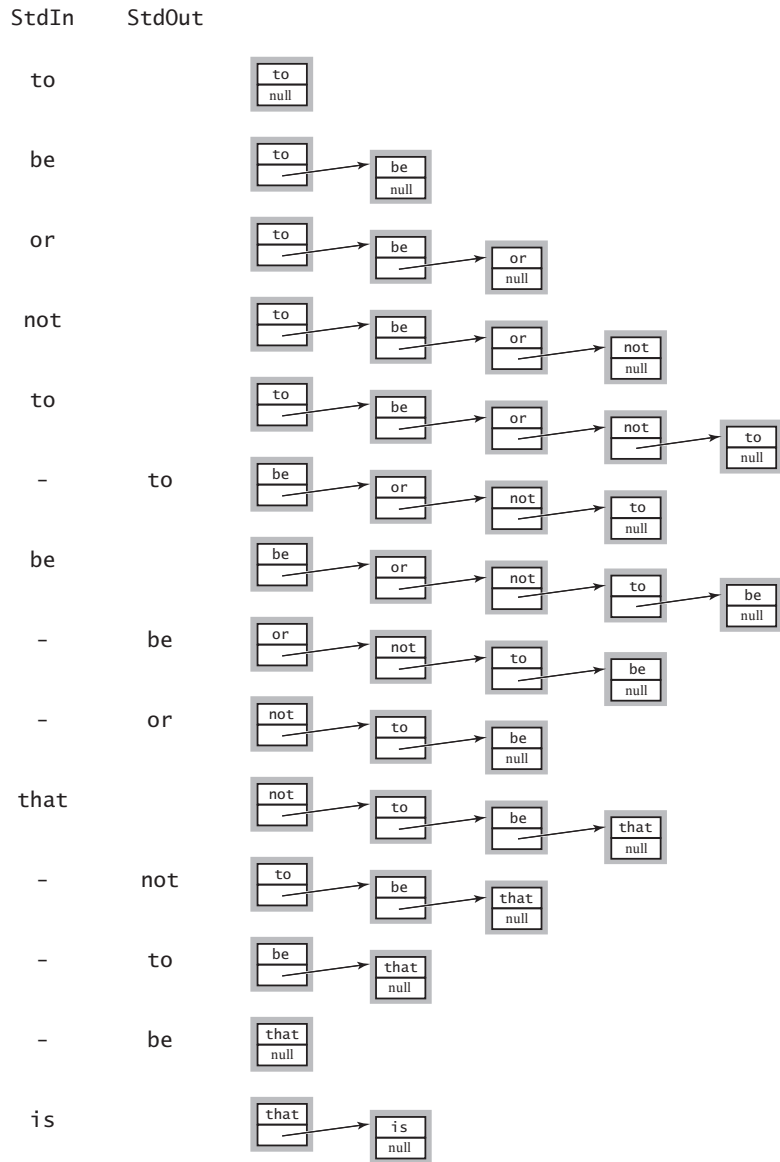 StdIn StdOut
to to
null
be to be
null
or to be or
null
not to be or not
null
to to be or not to
null
- to be or not to
null
be be or not to be
null
- be or not to be
null
- or not to be
null
that not to be that
null
- not to be that
null
- to be that
null
- be that
null
is that is
null